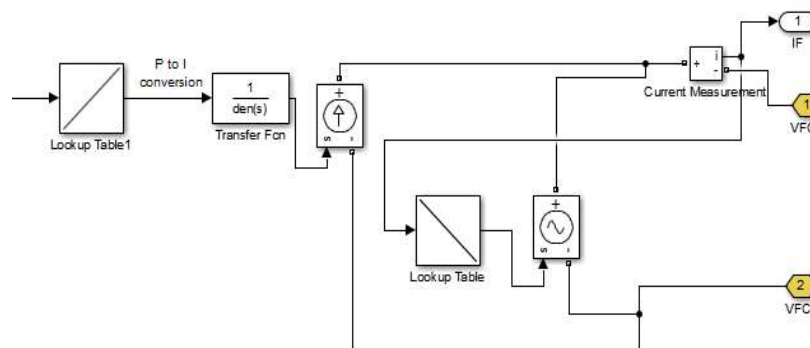 P to I
conversion
Lookup Table1
1
den(s)
Transfer Fcn
+
s
-
+
i
-
Current Measurement
1
IF
1
VFC
Lookup Table
+
s
-
2
VFC